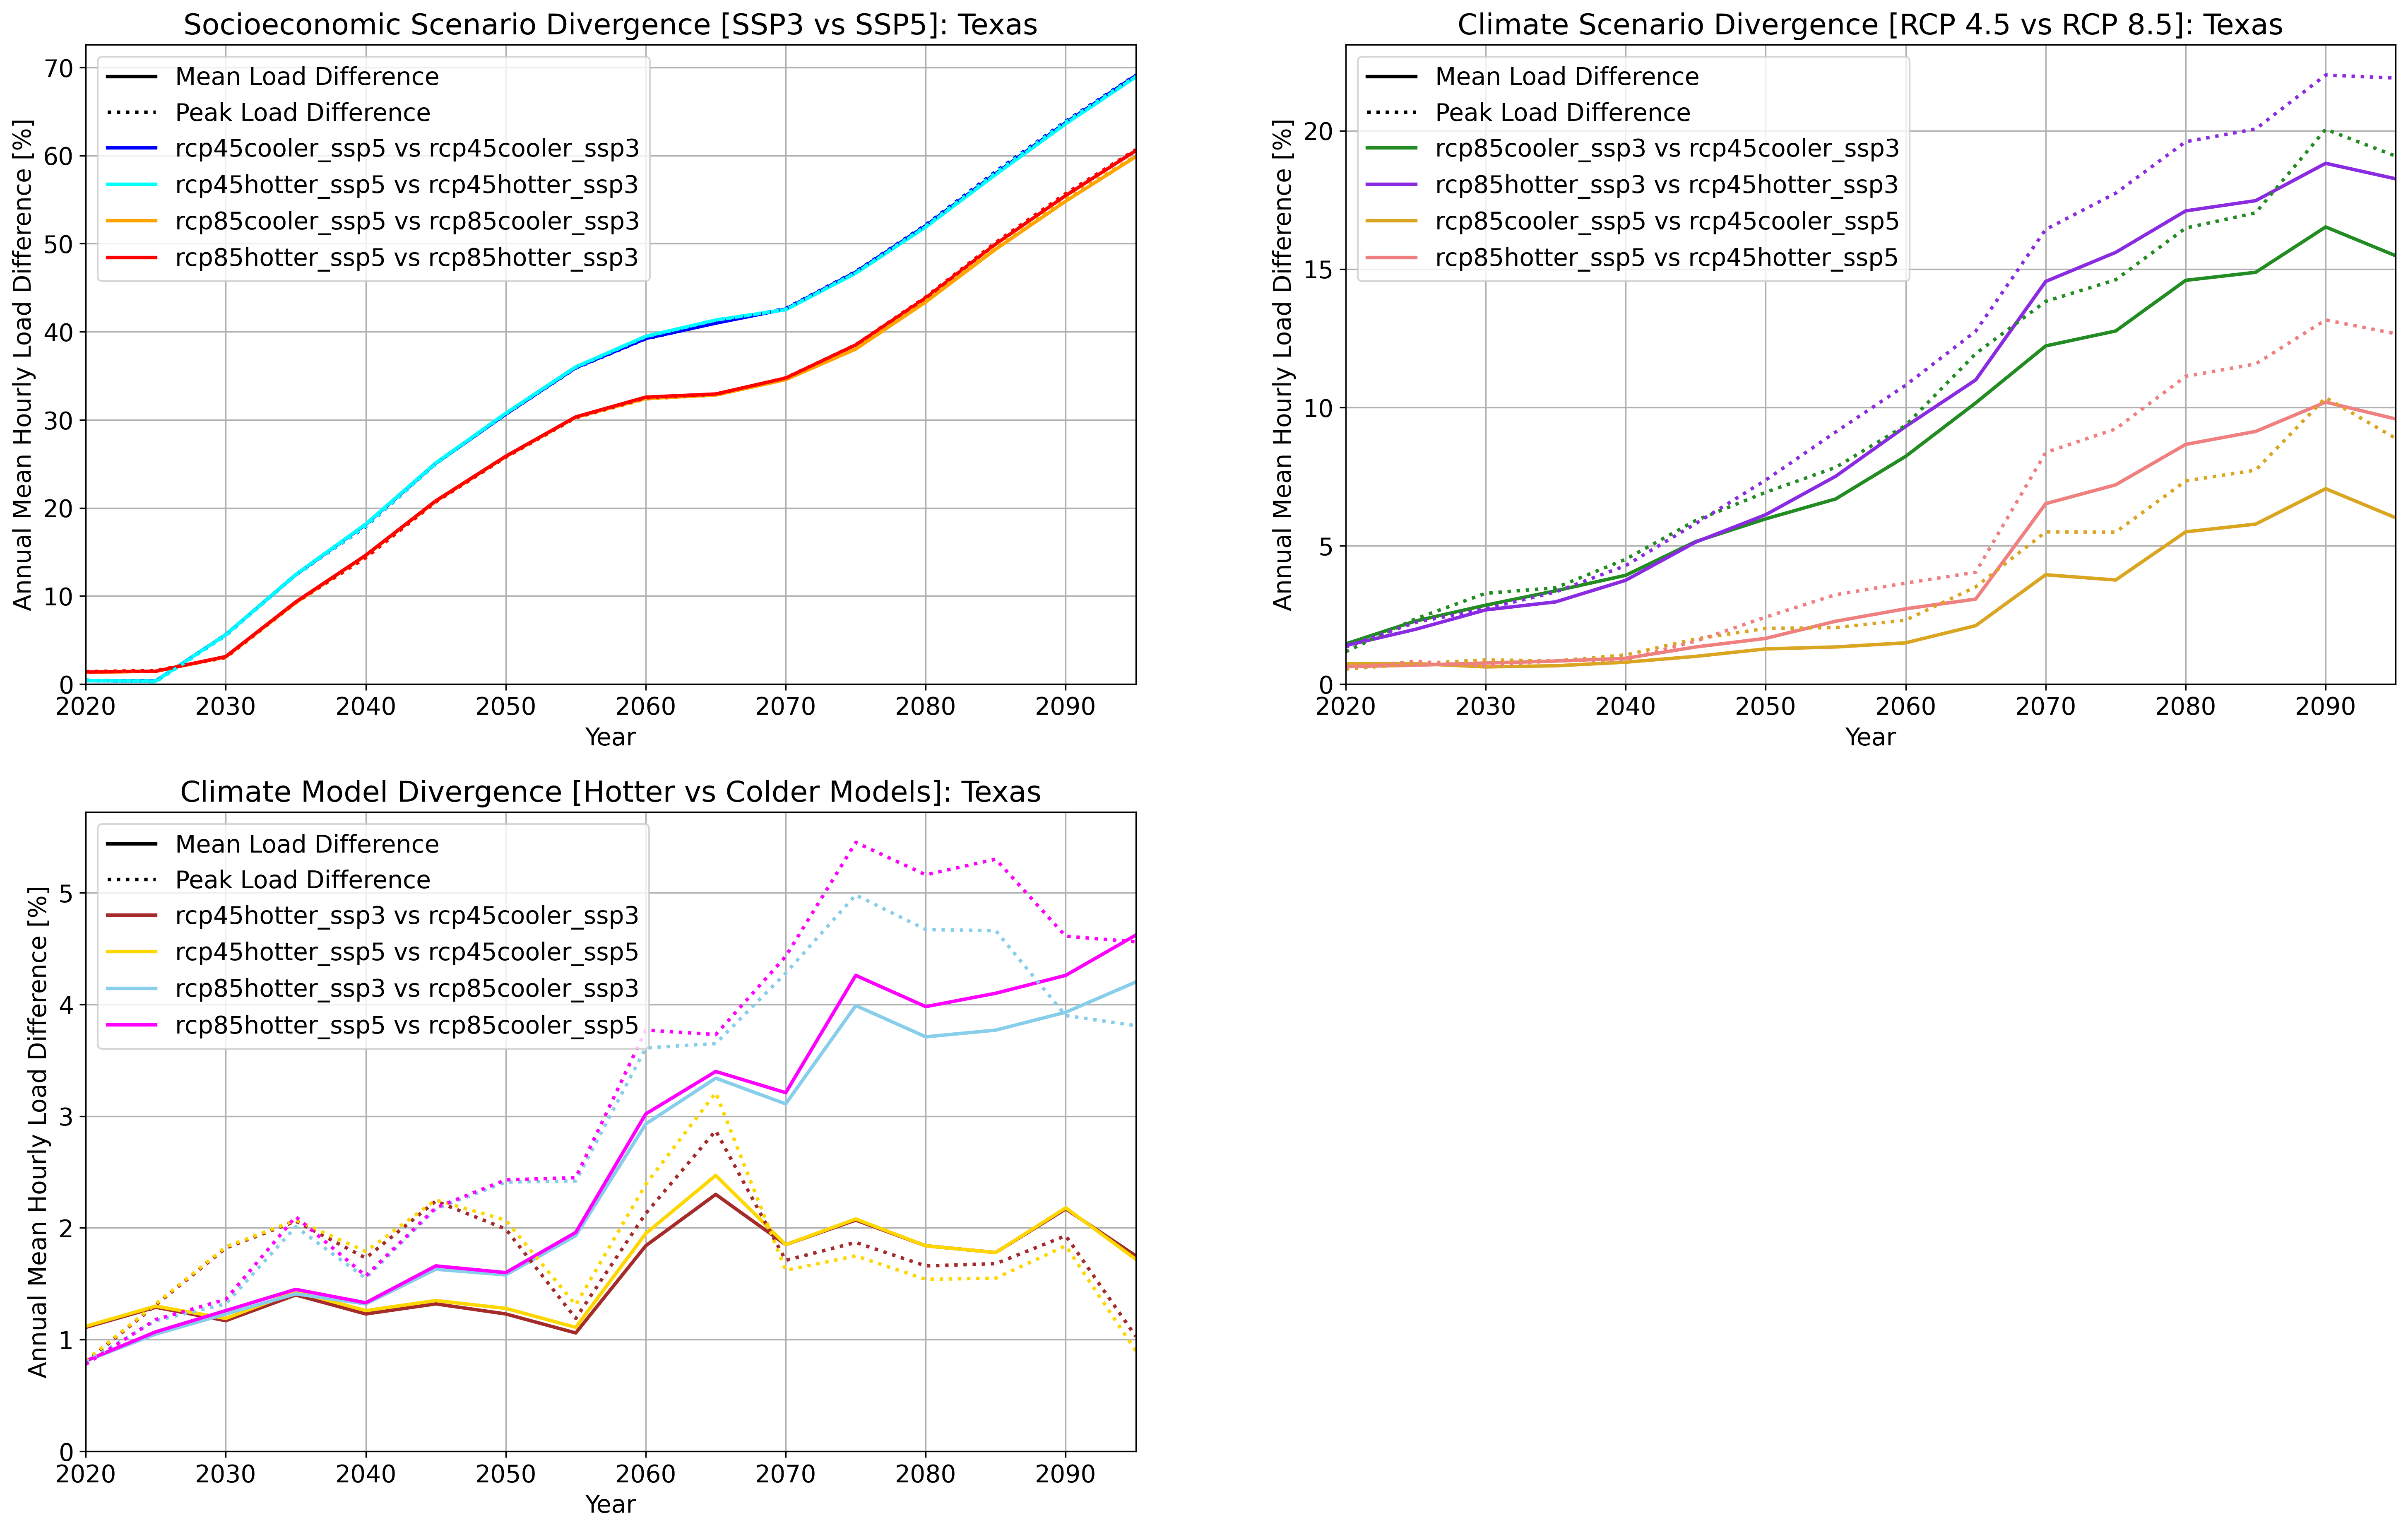 Socioeconomic Scenario Divergence [SSP3 vs SSP5]: Texas
Annual Mean Hourly Load Difference [%]
70
60
50
40
30
20
10
0
Mean Load Difference
Peak Load Difference
rcp45cooler_ssp5 vs rcp45cooler_ssp3
rcp45hotter_ssp5 vs rcp45hotter_ssp3
rcp85cooler_ssp5 vs rcp85cooler_ssp3
rcp85hotter_ssp5 vs rcp85hotter_ssp3
2020 2030 2040 2050 2060 2070 2080 2090
Year
Climate Scenario Divergence [RCP 4.5 vs RCP 8.5]: Texas
Annual Mean Hourly Load Difference [%]
20
15
10
5
0
Mean Load Difference
Peak Load Difference
rcp85cooler_ssp3 vs rcp45cooler_ssp3
rcp85hotter_ssp3 vs rcp45hotter_ssp3
rcp85cooler_ssp5 vs rcp45cooler_ssp5
rcp85hotter_ssp5 vs rcp45hotter_ssp5
2020 2030 2040 2050 2060 2070 2080 2090
Year
Climate Model Divergence [Hotter vs Colder Models]: Texas
Annual Mean Hourly Load Difference [%]
5
4
3
2
1
0
Mean Load Difference
Peak Load Difference
rcp45hotter_ssp3 vs rcp45cooler_ssp3
rcp45hotter_ssp5 vs rcp45cooler_ssp5
rcp85hotter_ssp3 vs rcp85cooler_ssp3
rcp85hotter_ssp5 vs rcp85cooler_ssp5
2020 2030 2040 2050 2060 2070 2080 2090
Year